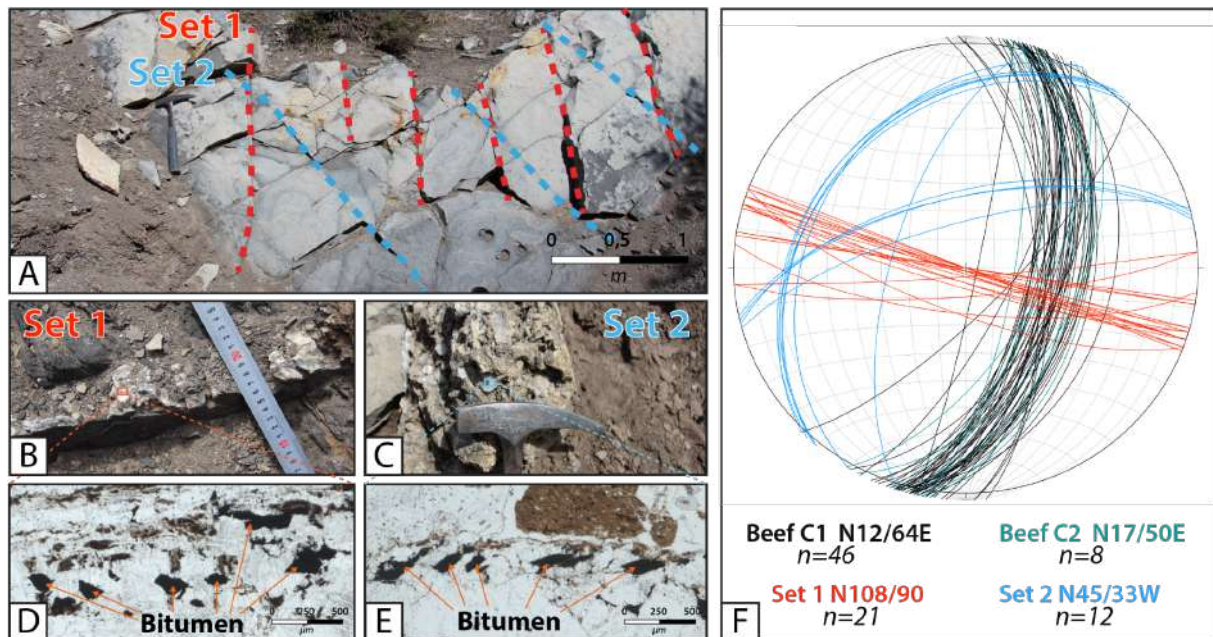 Set 1
Set 2
0 0,5 1
m
A
Set 1
B
Set 2
C
Bitumen
0 250 500
µm
D
Bitumen
0 250 500
µm
E
F
Beef C1 N12/64E
n=46
Beef C2 N17/50E
n=8
Set 1 N108/90
n=21
Set 2 N45/33W
n=12